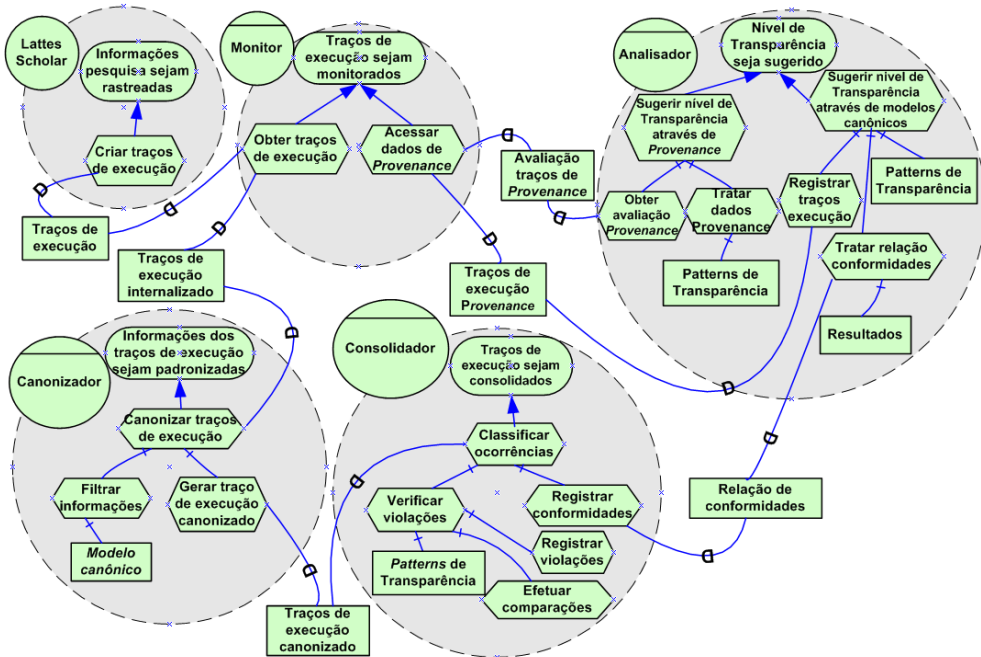 Lattes
Scholar
Informações
pesquisa sejam
rastreadas
Criar traços
de execução
Traços de
execução
Monitor
Traços de
execução sejam
monitorados
Obter traços
de execução
Acessar
dados de
Provenance
D
D
D
D
D
D
Avaliação
traços de
Provenance
Traços de
execução
internalizado
Traços de
execução
Provenance
Analisador
Nível de
Transparência
seja sugerido
Sugerir nível de
Transparência
através de
Provenance
Sugerir nível de
Transparência
através de modelos
canônicos
Obter
avaliação
Provenance
Tratar
dados
Provenance
Registrar
traços
execução
Patterns de
Transparência
Patterns de
Transparência
Tratar relação
conformidades
Resultados
Canonizador
Informações dos
traços de execução
sejam padronizadas
D
Canonizar traços
de execução
Filtrar
informações
Gerar traço
de execução
canonizado
Modelo
canônico
D
Traços de
execução
canonizado
D
Consolidador
Traços de
execução sejam
consolidados
Classificar
ocorrências
Verificar
violações
Registrar
conformidades
Registrar
violações
Patterns de
Transparência
Efetuar
comparações
D
D
D
Relação de
conformidades